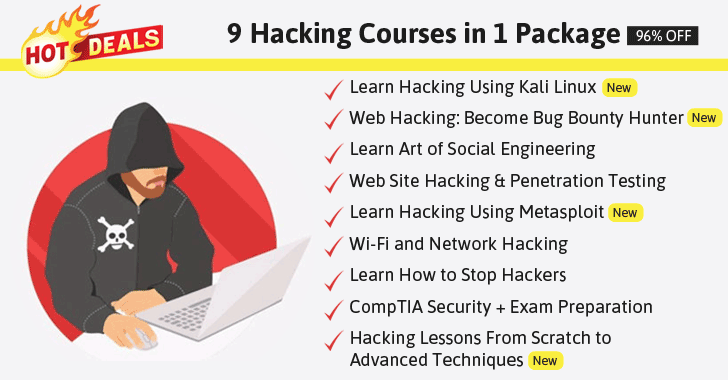 HOT DEALS
9 Hacking Courses in 1 Package 96% OFF
Learn Hacking Using Kali Linux New
Web Hacking: Become Bug Bounty Hunter New
Learn Art of Social Engineering
Web Site Hacking & Penetration Testing
Learn Hacking Using Metasploit New
Wi-Fi and Network Hacking
Learn How to Stop Hackers
CompTIA Security + Exam Preparation
Hacking Lessons From Scratch to
Advanced Techniques New